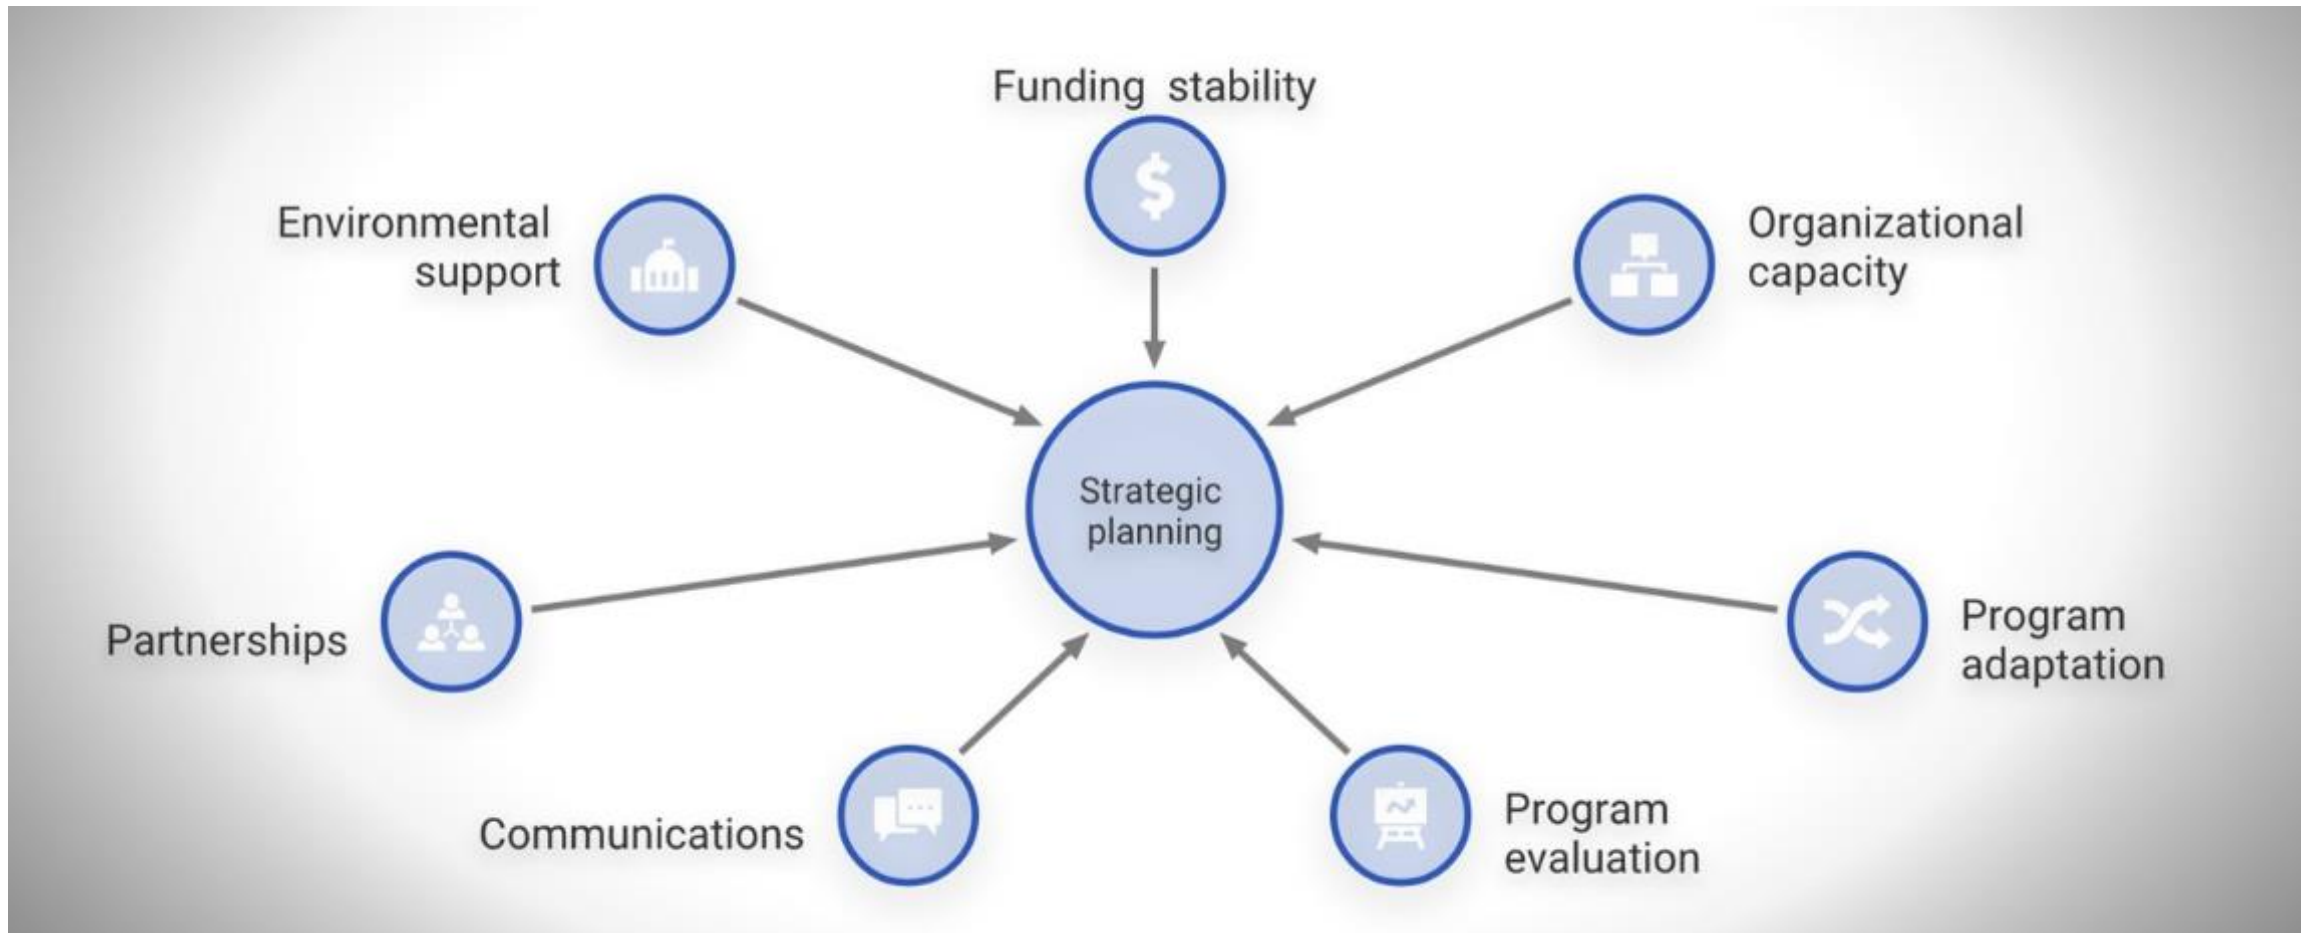 Funding stability
Environmental
support
Organizational
capacity
Strategic
planning
Partnerships
Program
adaptation
Communications
Program
evaluation